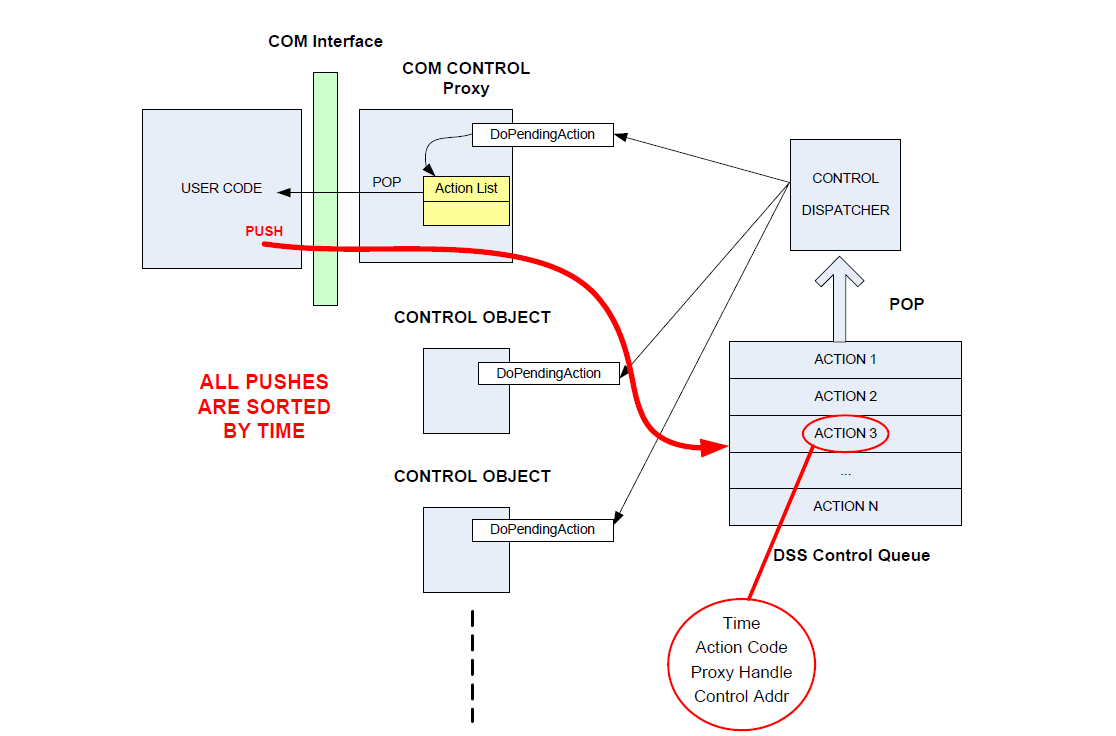 COM Interface
COM CONTROL
Proxy
DoPendingAction
USER CODE
POP
Action List
PUSH
CONTROL
DISPATCHER
POP
CONTROL OBJECT
DoPendingAction
ALL PUSHES
ARE SORTED
BY TIME
ACTION 1
ACTION 2
ACTION 3
...
ACTION N
CONTROL OBJECT
DoPendingAction
DSS Control Queue
Time
Action Code
Proxy Handle
Control Addr